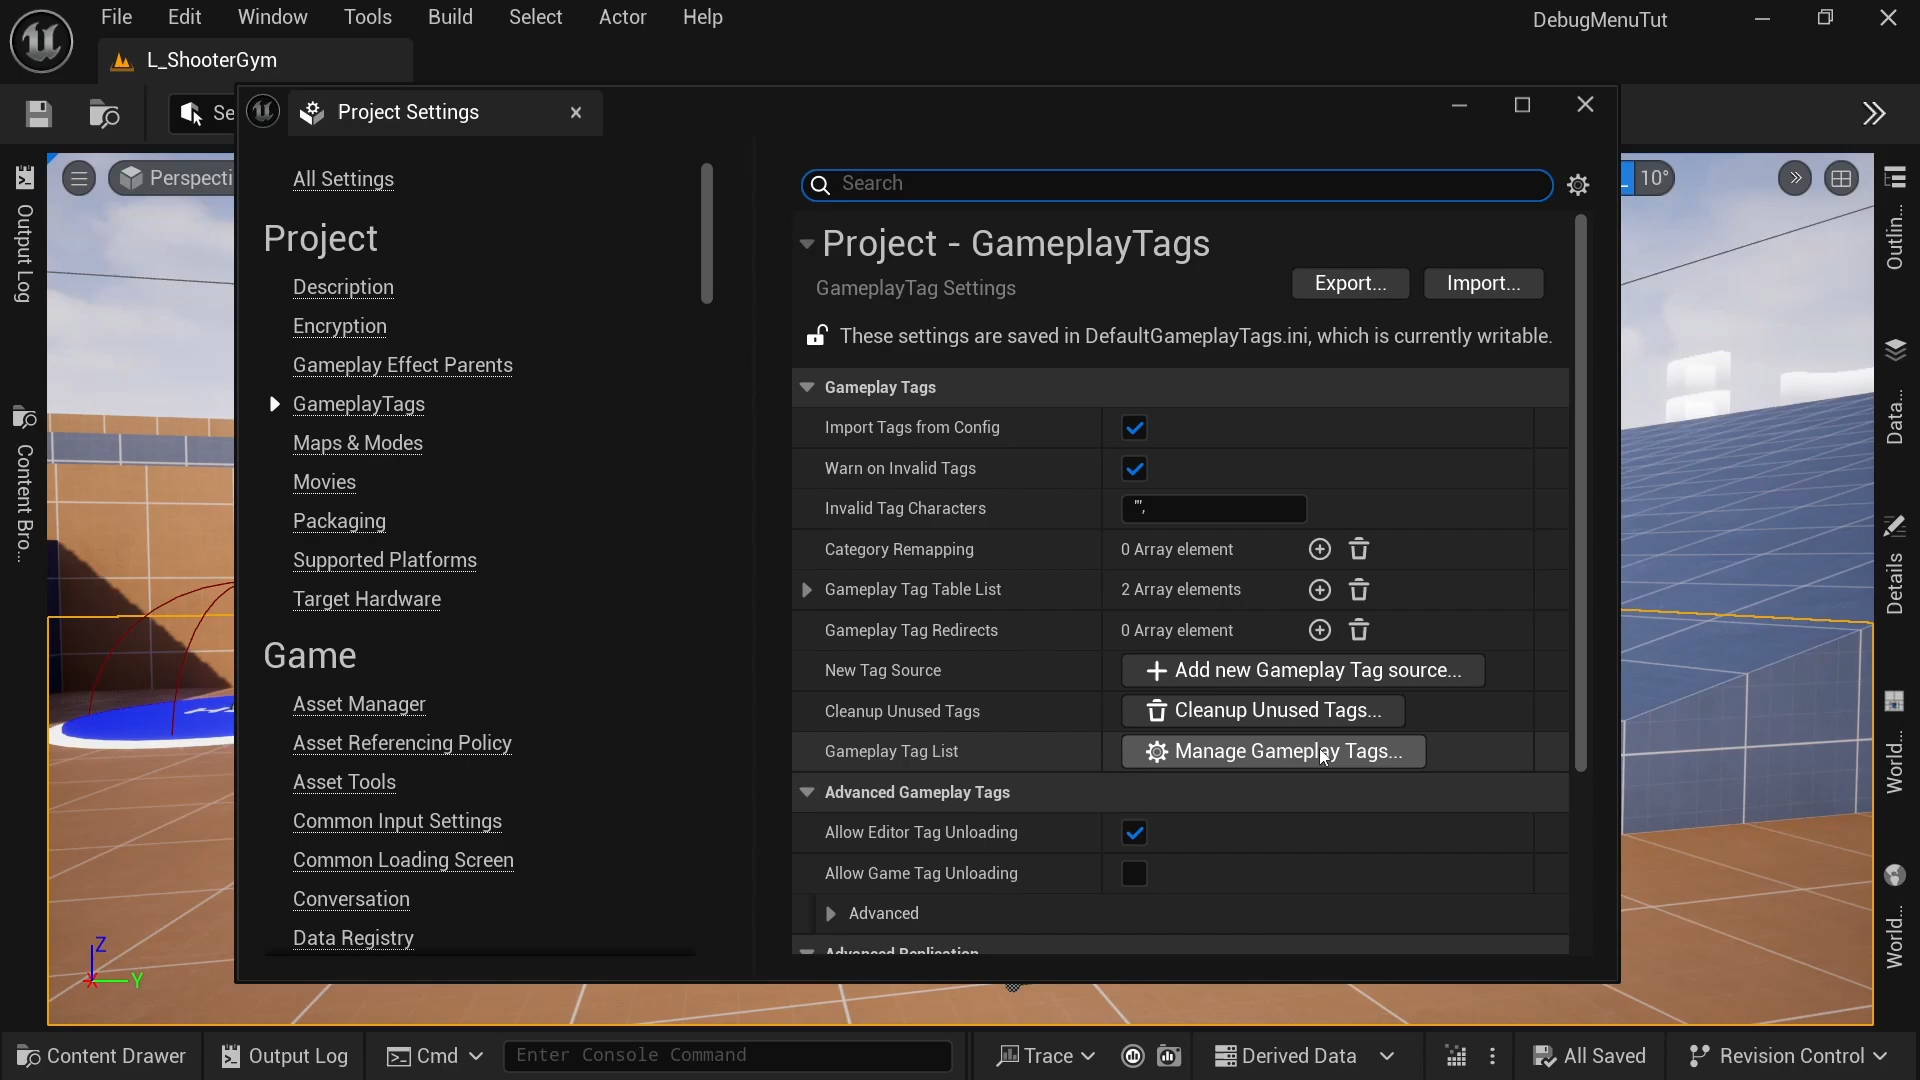 File Edit Window Tools Build Select Actor Help
DebugMenuTut
L_ShooterGym
Se
Project Settings
Perspecti
10°
Output Log
Content Bro...
All Settings
Project
Description
Encryption
Gameplay Effect Parents
GameplayTags
Maps & Modes
Movies
Packaging
Supported Platforms
Target Hardware
Game
Asset Manager
Asset Referencing Policy
Asset Tools
Common Input Settings
Common Loading Screen
Conversation
Data Registry
Search
Project - GameplayTags
GameplayTag Settings
Export... Import...
These settings are saved in DefaultGameplayTags.ini, which is currently writable.
Gameplay Tags
Import Tags from Config
Warn on Invalid Tags
Invalid Tag Characters "',
Category Remapping 0 Array element
Gameplay Tag Table List 2 Array elements
Gameplay Tag Redirects 0 Array element
New Tag Source Add new Gameplay Tag source...
Cleanup Unused Tags Cleanup Unused Tags...
Gameplay Tag List Manage Gameplay Tags...
Advanced Gameplay Tags
Allow Editor Tag Unloading
Allow Game Tag Unloading
Advanced
Advanced Replication
Outlin...
Data...
Details
World...
World...
Z
X Y
Content Drawer Output Log Cmd Enter Console Command Trace Derived Data All Saved Revision Control